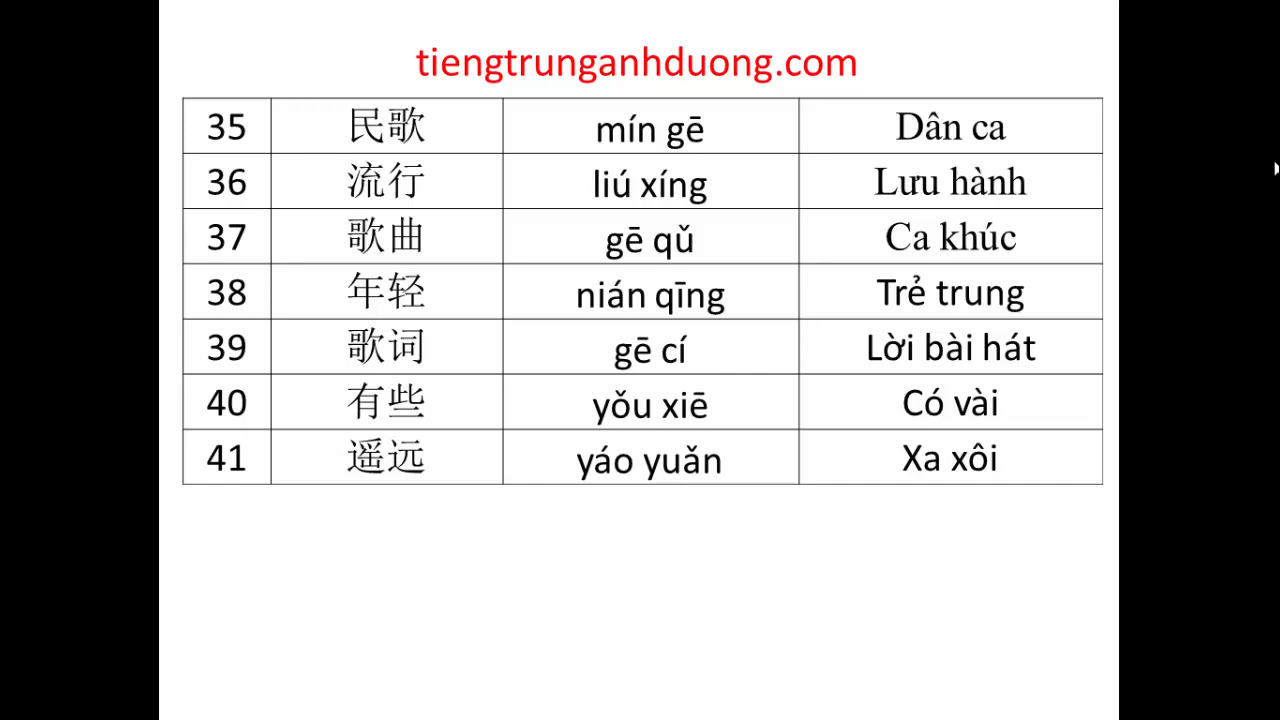 tiengtrunganhduong.com
35 民歌 mín gē Dân ca
36 流行 liú xíng Lưu hành
37 歌曲 gē qǔ Ca khúc
38 年轻 nián qīng Trẻ trung
39 歌词 gē cí Lời bài hát
40 有些 yǒu xiē Có vài
41 遥远 yáo yuǎn Xa xôi